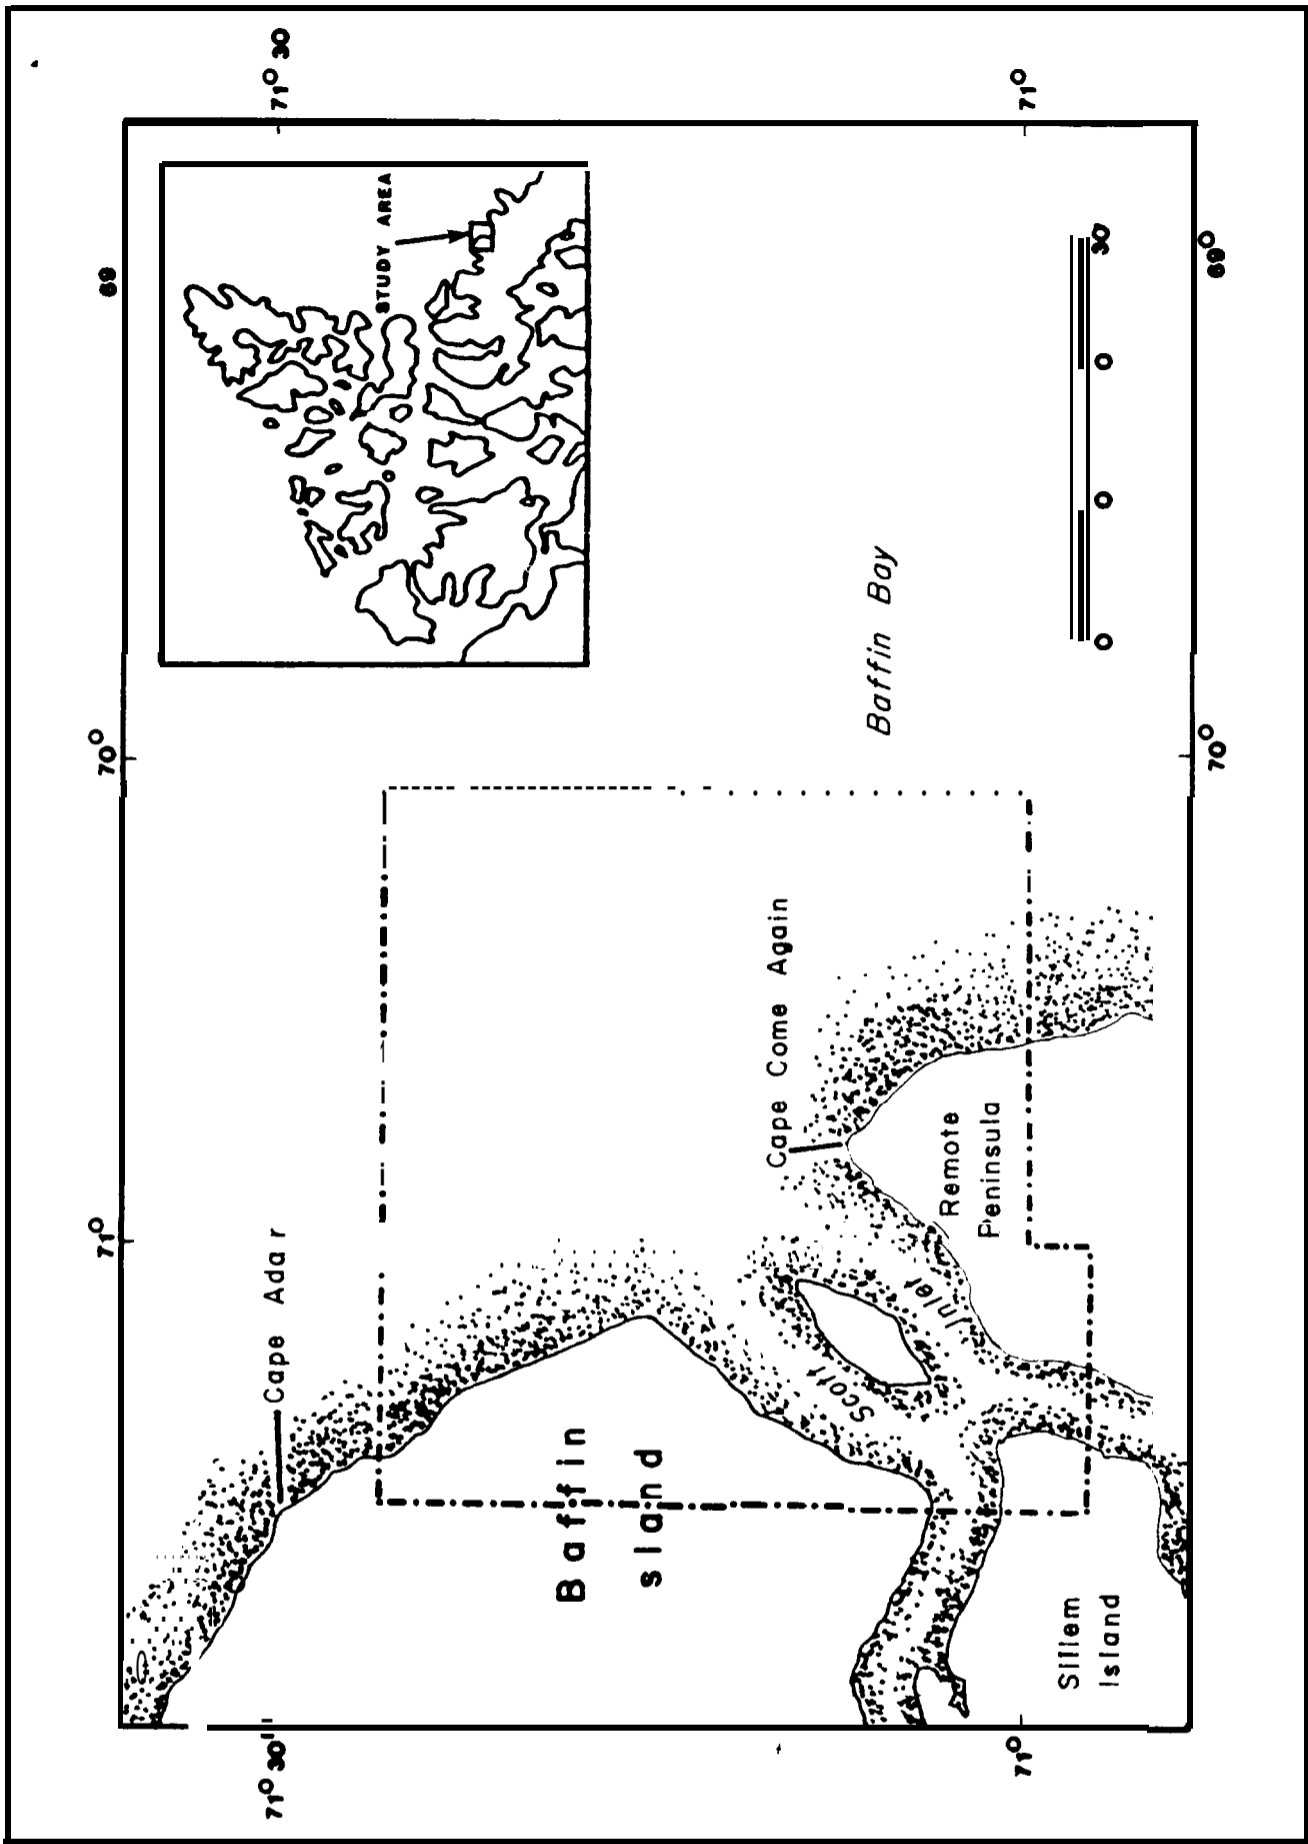 71°
70°
69
71° 30'
71° 30
STUDY AREA
Cape Adar
Baffin
sland
Cape Come Again
Baffin Bay
Scott
Inlet
Remote
Peninsula
Sillem
Island
71°
71°
0 0 0 30
70°
69°